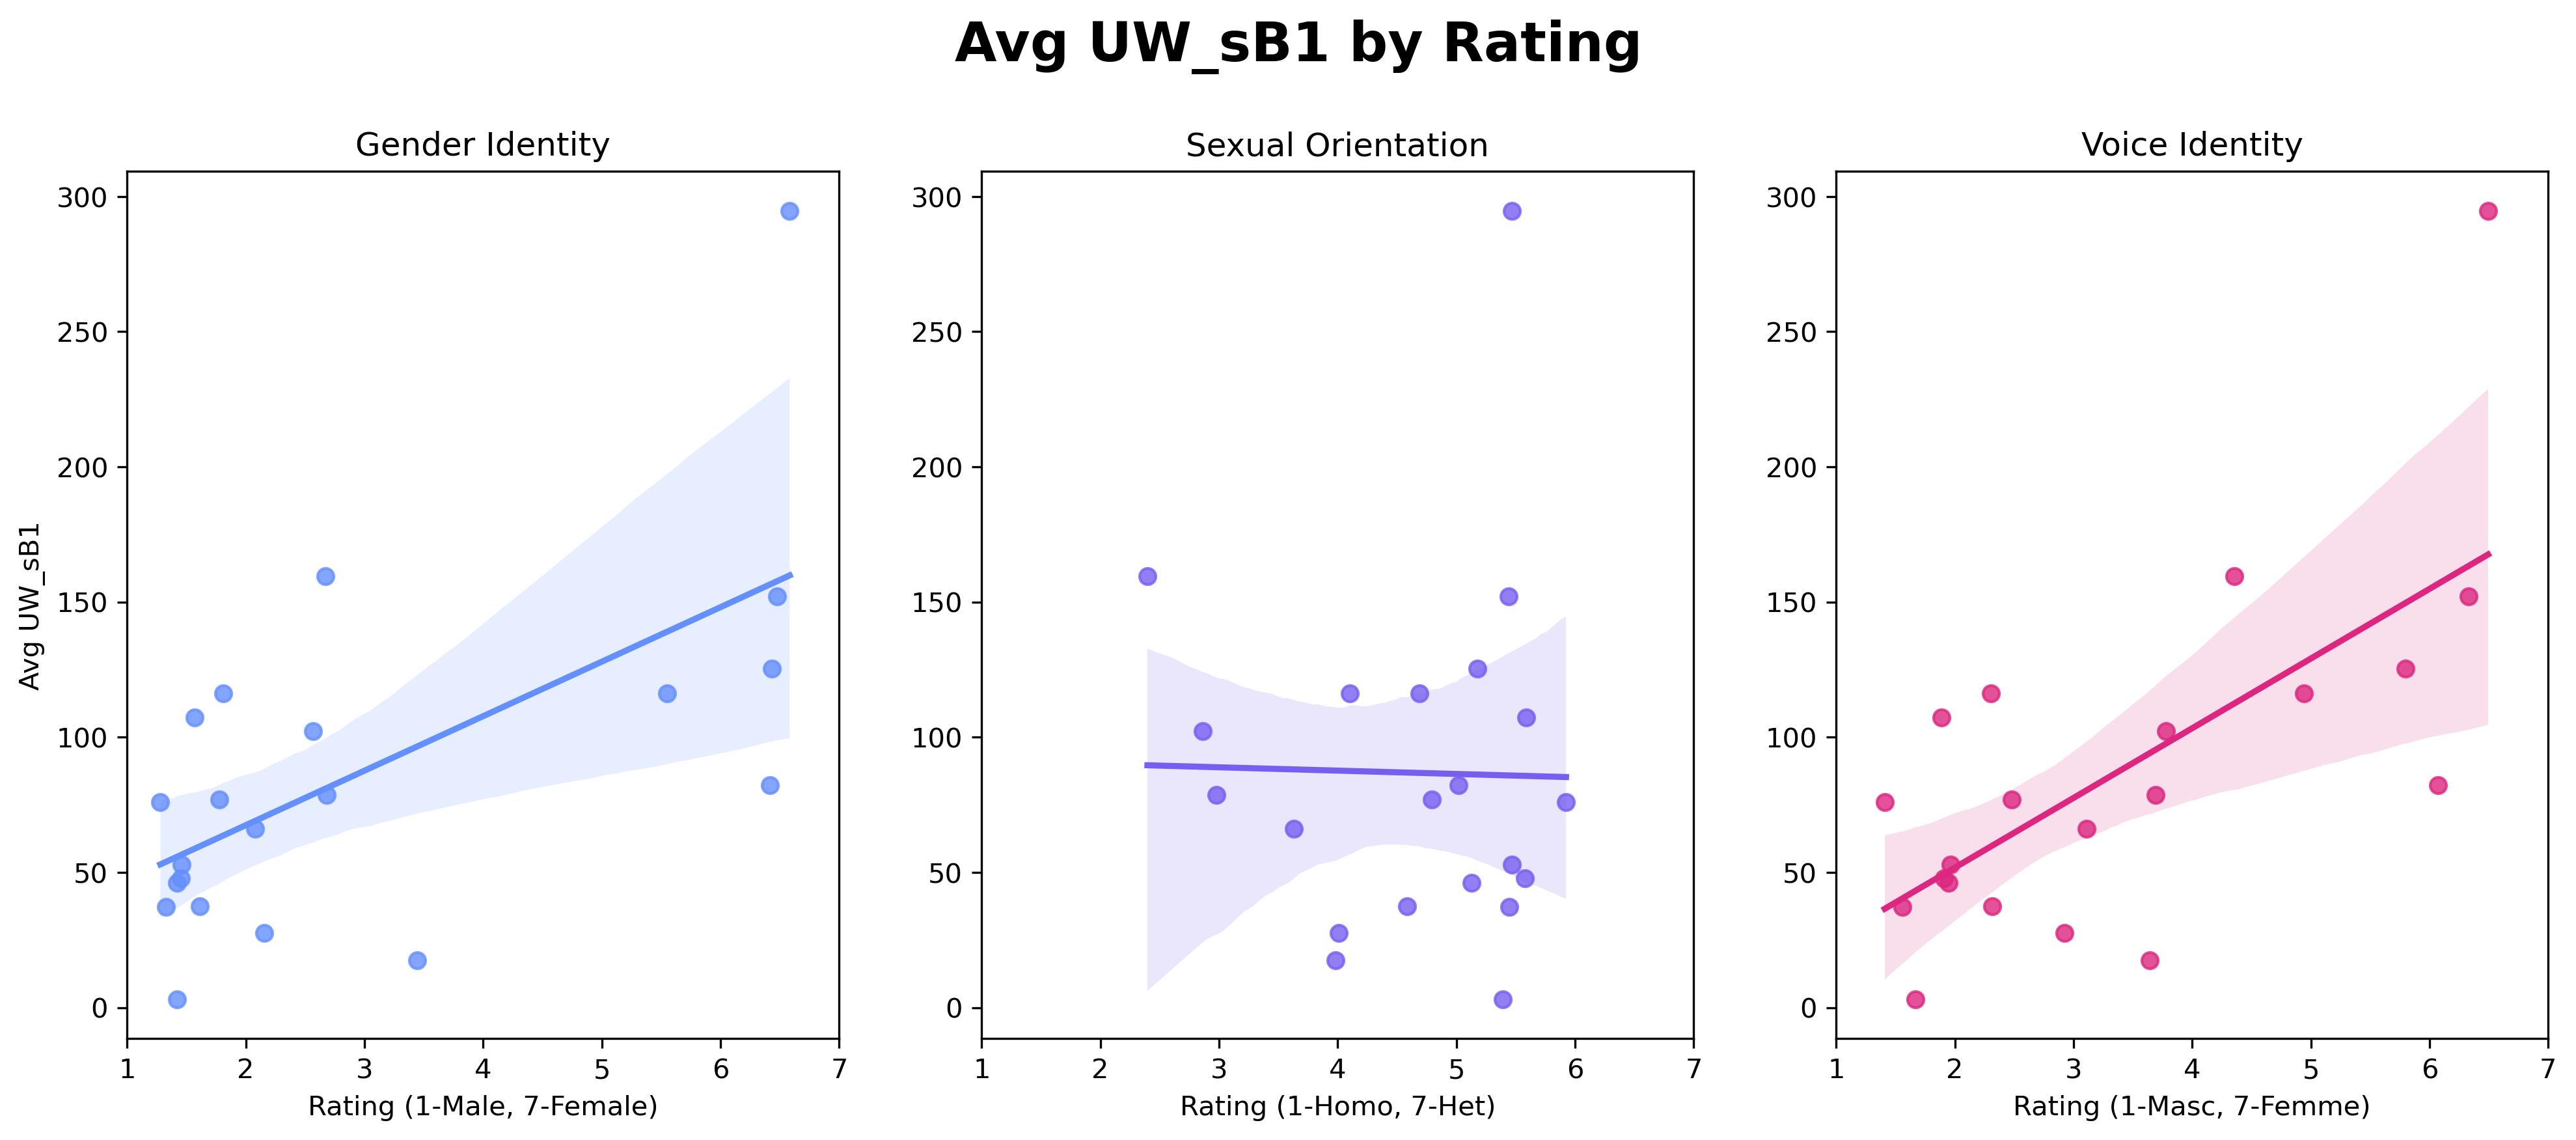 Avg UW_sB1 by Rating
Gender Identity
Sexual Orientation
Voice Identity
Avg UW_sB1
300
250
200
150
100
50
0
1 2 3 4 5 6 7
Rating (1-Male, 7-Female)
300
250
200
150
100
50
0
1 2 3 4 5 6 7
Rating (1-Homo, 7-Het)
300
250
200
150
100
50
0
1 2 3 4 5 6 7
Rating (1-Masc, 7-Femme)